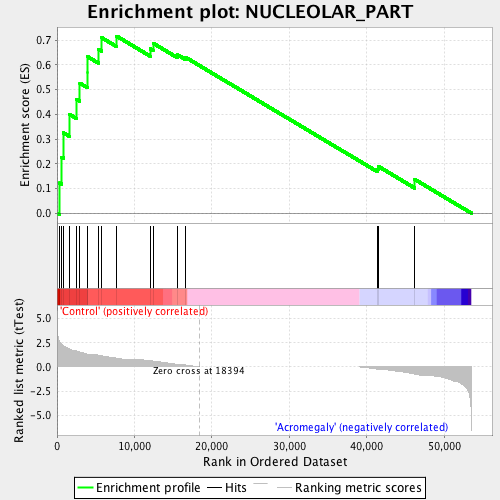 Enrichment plot: NUCLEOLAR_PART
Enrichment score (ES)
0.7
0.6
0.5
0.4
0.3
0.2
0.1
0.0
'Control' (positively correlated)
Ranked list metric (tTest)
5.0
2.5
0.0
-2.5
-5.0
Zero cross at 18394
'Acromegaly' (negatively correlated)
0 10,000 20,000 30,000 40,000 50,000
Rank in Ordered Dataset
Enrichment profile Hits Ranking metric scores